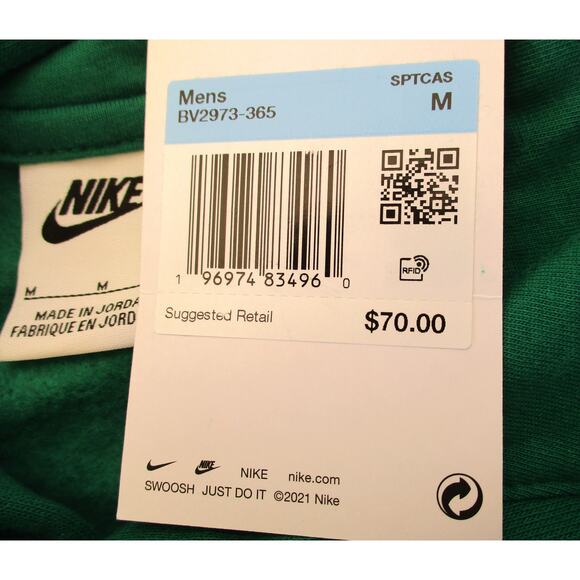 SPTCAS
Mens
M
BV2973-365
1 96974 83496 0
RFID
Suggested Retail
$70.00
NIKE
nike.com
SWOOSH JUST DO IT ©2021 Nike
NIKE
M M
MADE IN JORDA
FABRIQUE EN JORD